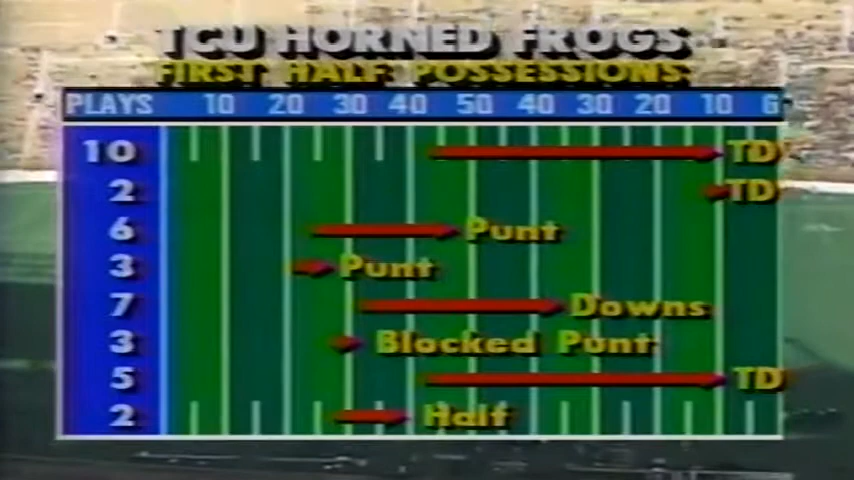 TCU HORNED FROGS
FIRST HALF POSSESSIONS
PLAYS 10 20 30 40 50 40 30 20 10 G
10 TD
2 TD
6 Punt
3 Punt
7 Downs
3 Blocked Punt
5 TD
2 Half